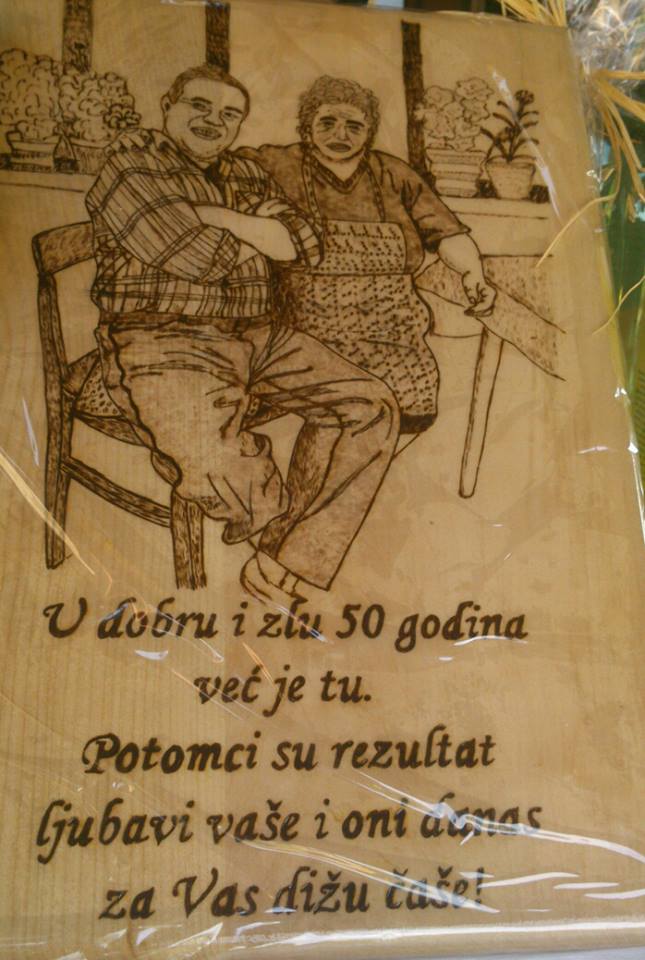 U dobru i zlu 50 godina
već je tu.
Potomci su rezultat
ljubavi vaše i oni danas
za Vas dižu čaše!